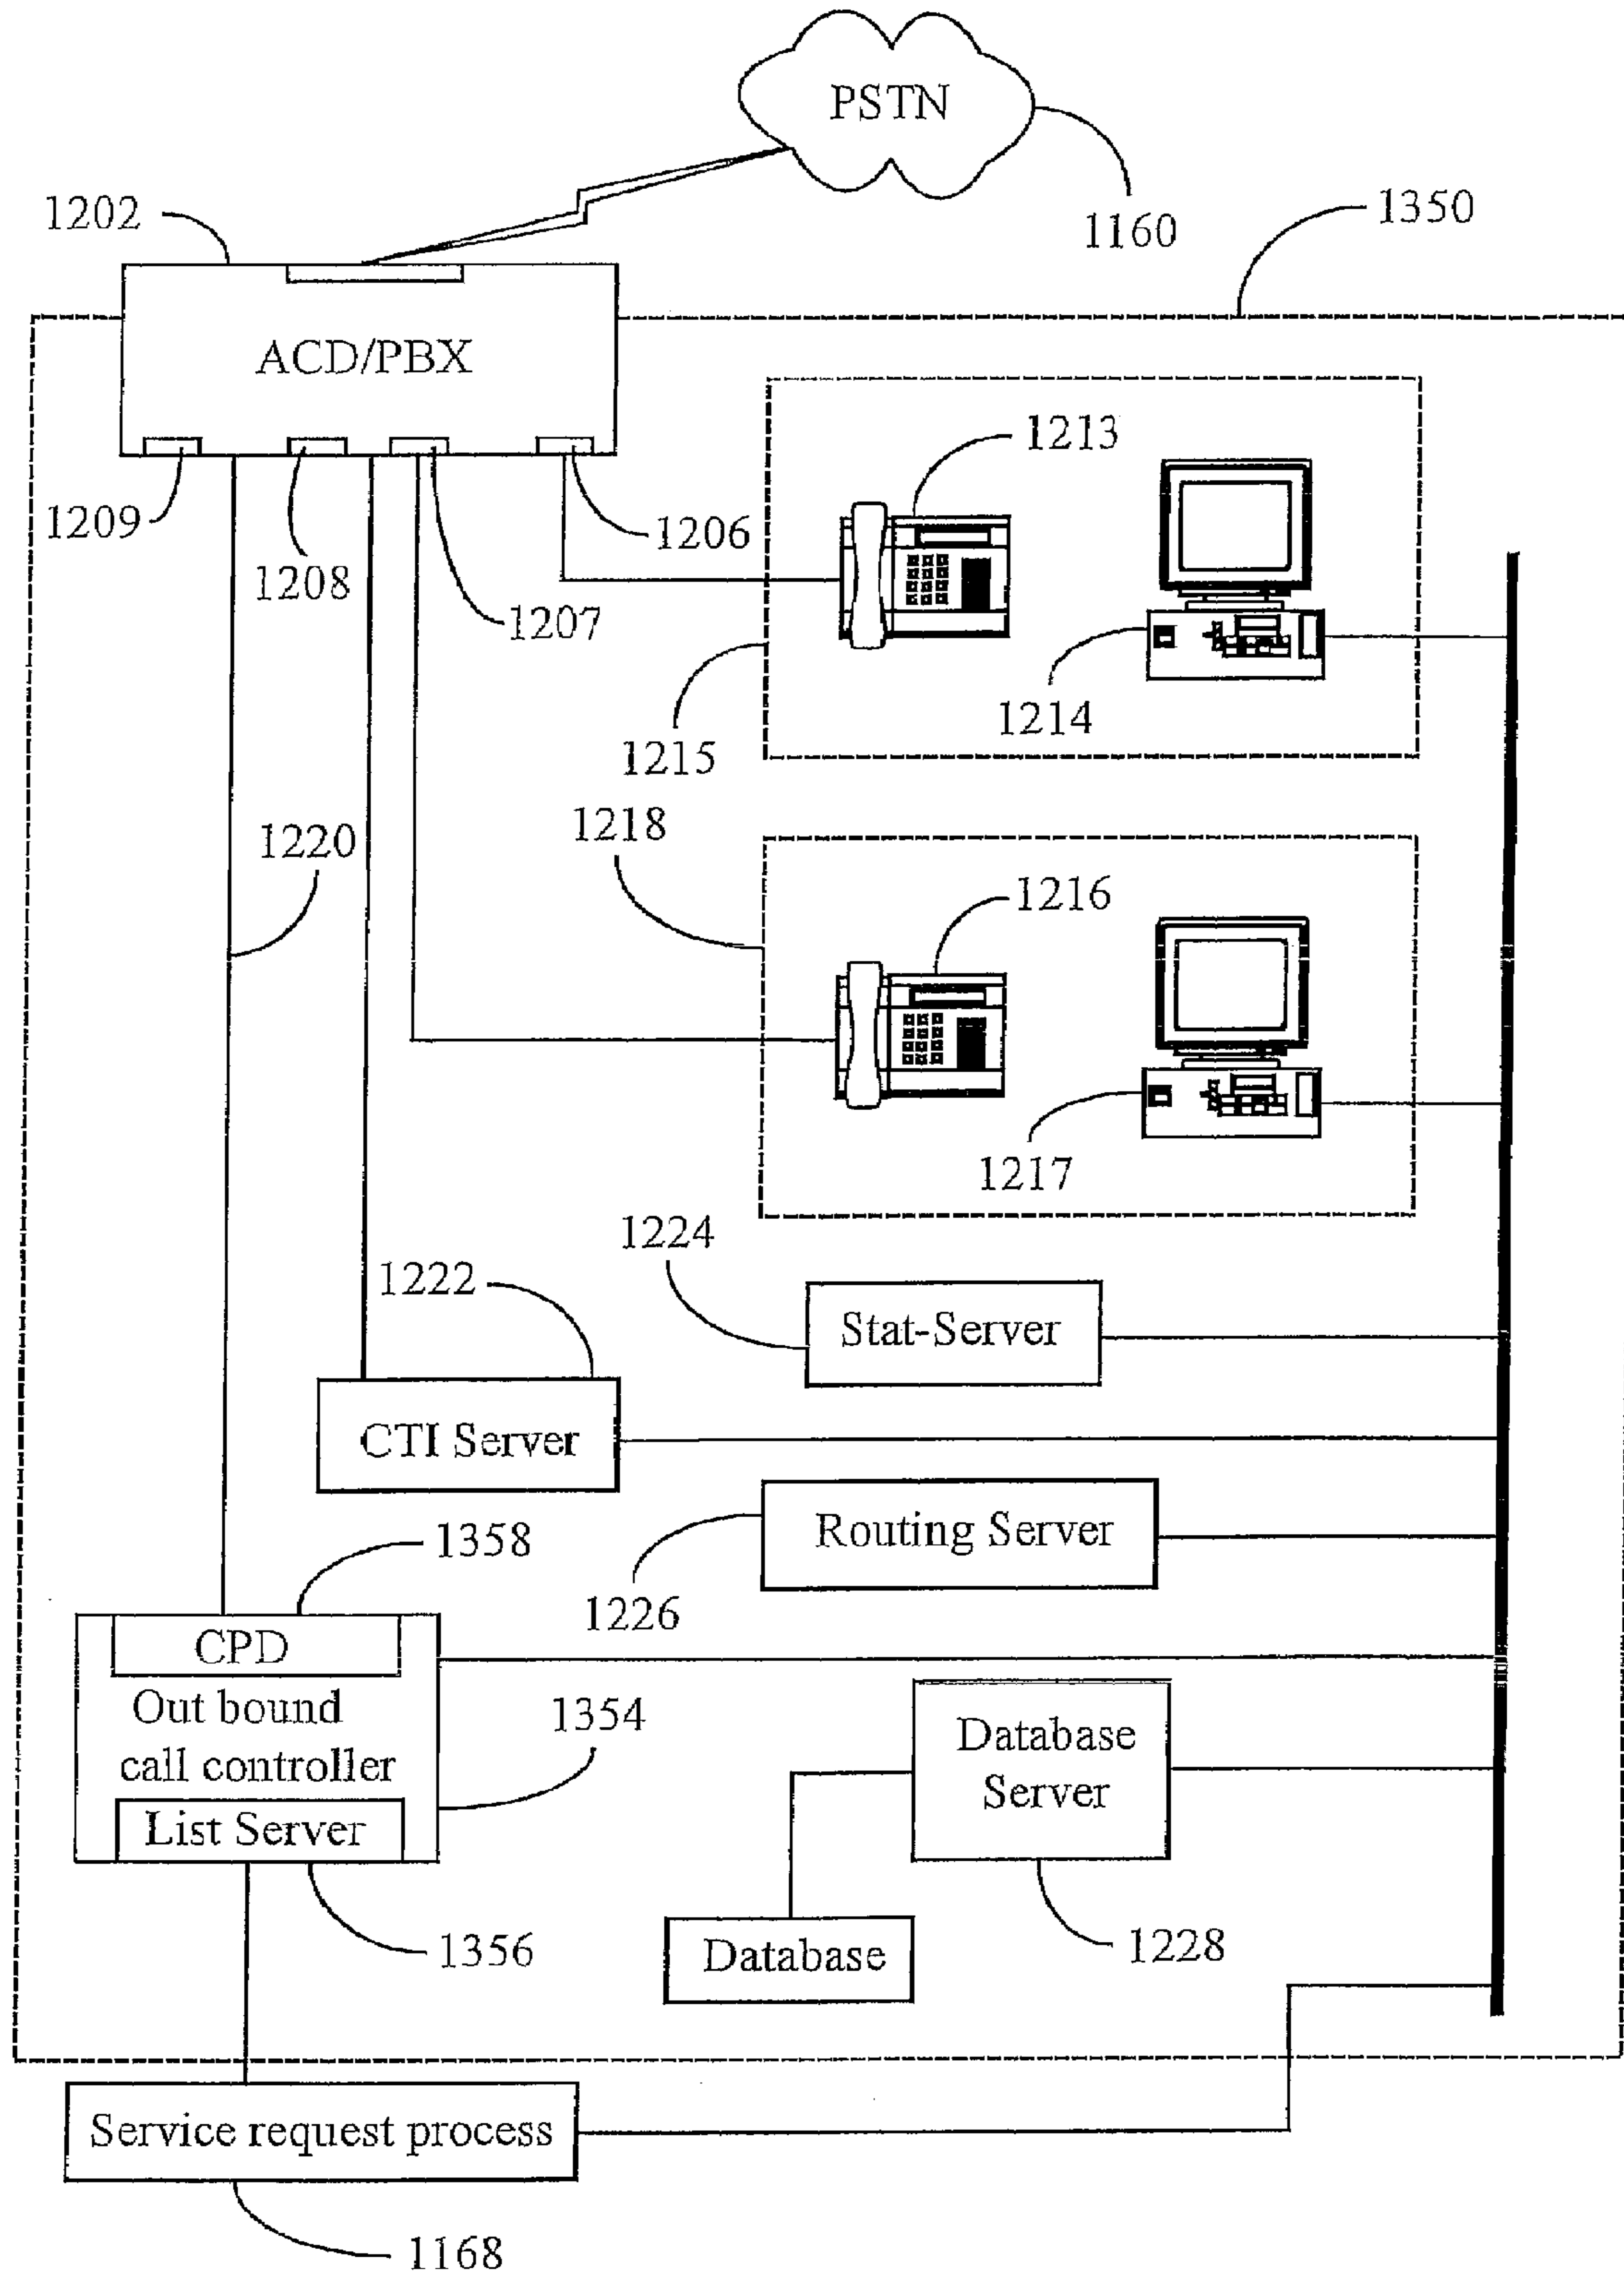 PSTN
1202
1350
1160
ACD/PBX
1213
1209
1206
1208
1207
1214
1215
1218
1220
1216
1217
1224
1222
Stat-Server
CTI Server
Routing Server
1358
1226
CPD
Out bound
call controller
1354
Database
Server
List Server
1356
1228
Database
Service request process
1168